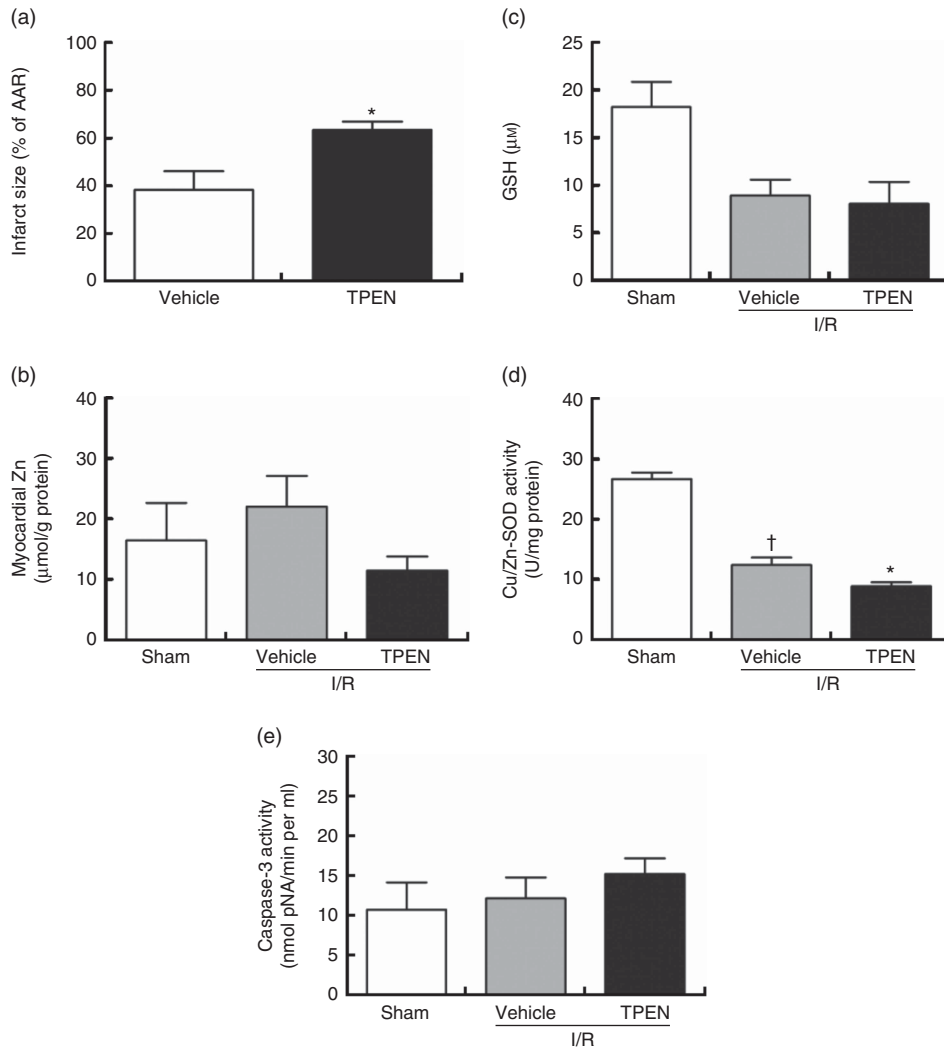 (a)
100
80
60
40
20
0
Infarct size (% of AAR)
*
Vehicle TPEN
(c)
25
20
15
10
5
0
GSH (μM)
Sham Vehicle TPEN
I/R
(b)
40
30
20
10
0
Myocardial Zn
(μmol/g protein)
Sham Vehicle TPEN
I/R
(d)
40
30
20
10
0
Cu/Zn-SOD activity
(U/mg protein)
†
*
Sham Vehicle TPEN
I/R
(e)
30
25
20
15
10
5
0
Caspase-3 activity
(nmol pNA/min per ml)
Sham Vehicle TPEN
I/R